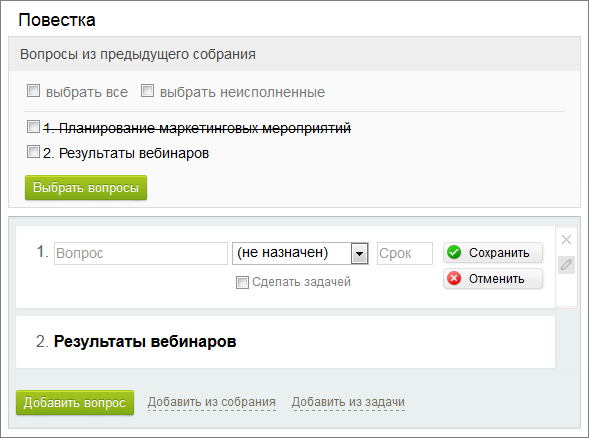 Повестка
Вопросы из предыдущего собрания
выбрать все выбрать неисполненные
1. Планирование маркетинговых мероприятий
2. Результаты вебинаров
Выбрать вопросы
1. Вопрос (не назначен) Срок Сохранить
Сделать задачей Отменить
2. Результаты вебинаров
Добавить вопрос Добавить из собрания Добавить из задачи